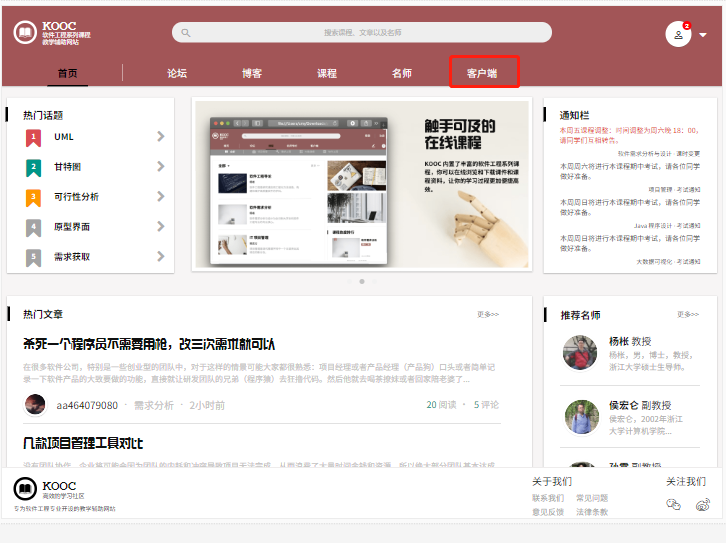 KOOC
软件工程系列课程
教学辅助网站
搜索课程、文章以及名师
2
首页
论坛
博客
课程
名师
客户端
热门话题
1 UML
2 甘特图
3 可行性分析
4 原型界面
5 需求获取
触手可及的
在线课程
KOOC 内置了丰富的软件工程系列课
程，你可以在线浏览和下载课件和课
程资料，让你的学习过程更加便捷高
效。
通知栏
本周五课程调整：时间调整为周六晚 18：00，
请同学们互相转告。
软件需求分析与设计 · 课时变更
本周周六将进行本课程期中考试，请各位同学
做好准备。
项目管理 · 考试通知
本周周日将进行本课程期中考试，请各位同学
做好准备。
Java 程序设计 · 考试通知
本周周日将进行本课程期中考试，请各位同学
做好准备。
大数据可视化 · 考试通知
热门文章
更多>>
杀死一个程序员不需要用枪，改三次需求就可以
在很多软件公司，特别是一些创业型的团队中，对于这样的情景可能大家都很熟悉：项目经理或者产品经理（产品狗）口头或者简单记
录一下软件产品的大致要做的功能，直接就让研发团队的兄弟（程序猿）去狂撸代码。然后他就去喝茶撩妹或者回家陪老婆了...
aa464079080 · 需求分析 · 2小时前
20 阅读 · 5 评论
几款项目管理工具对比
推荐名师
更多>>
杨枨 教授
杨枨，男，博士，教授。
浙江大学硕士生导师。
侯宏仑 副教授
侯宏仑，2002年浙江
大学计算机学院...
副教授
KOOC
高效的学习社区
专为软件工程专业开设的教学辅助网站
关于我们
联系我们 常见问题
意见反馈 法律条款
关注我们